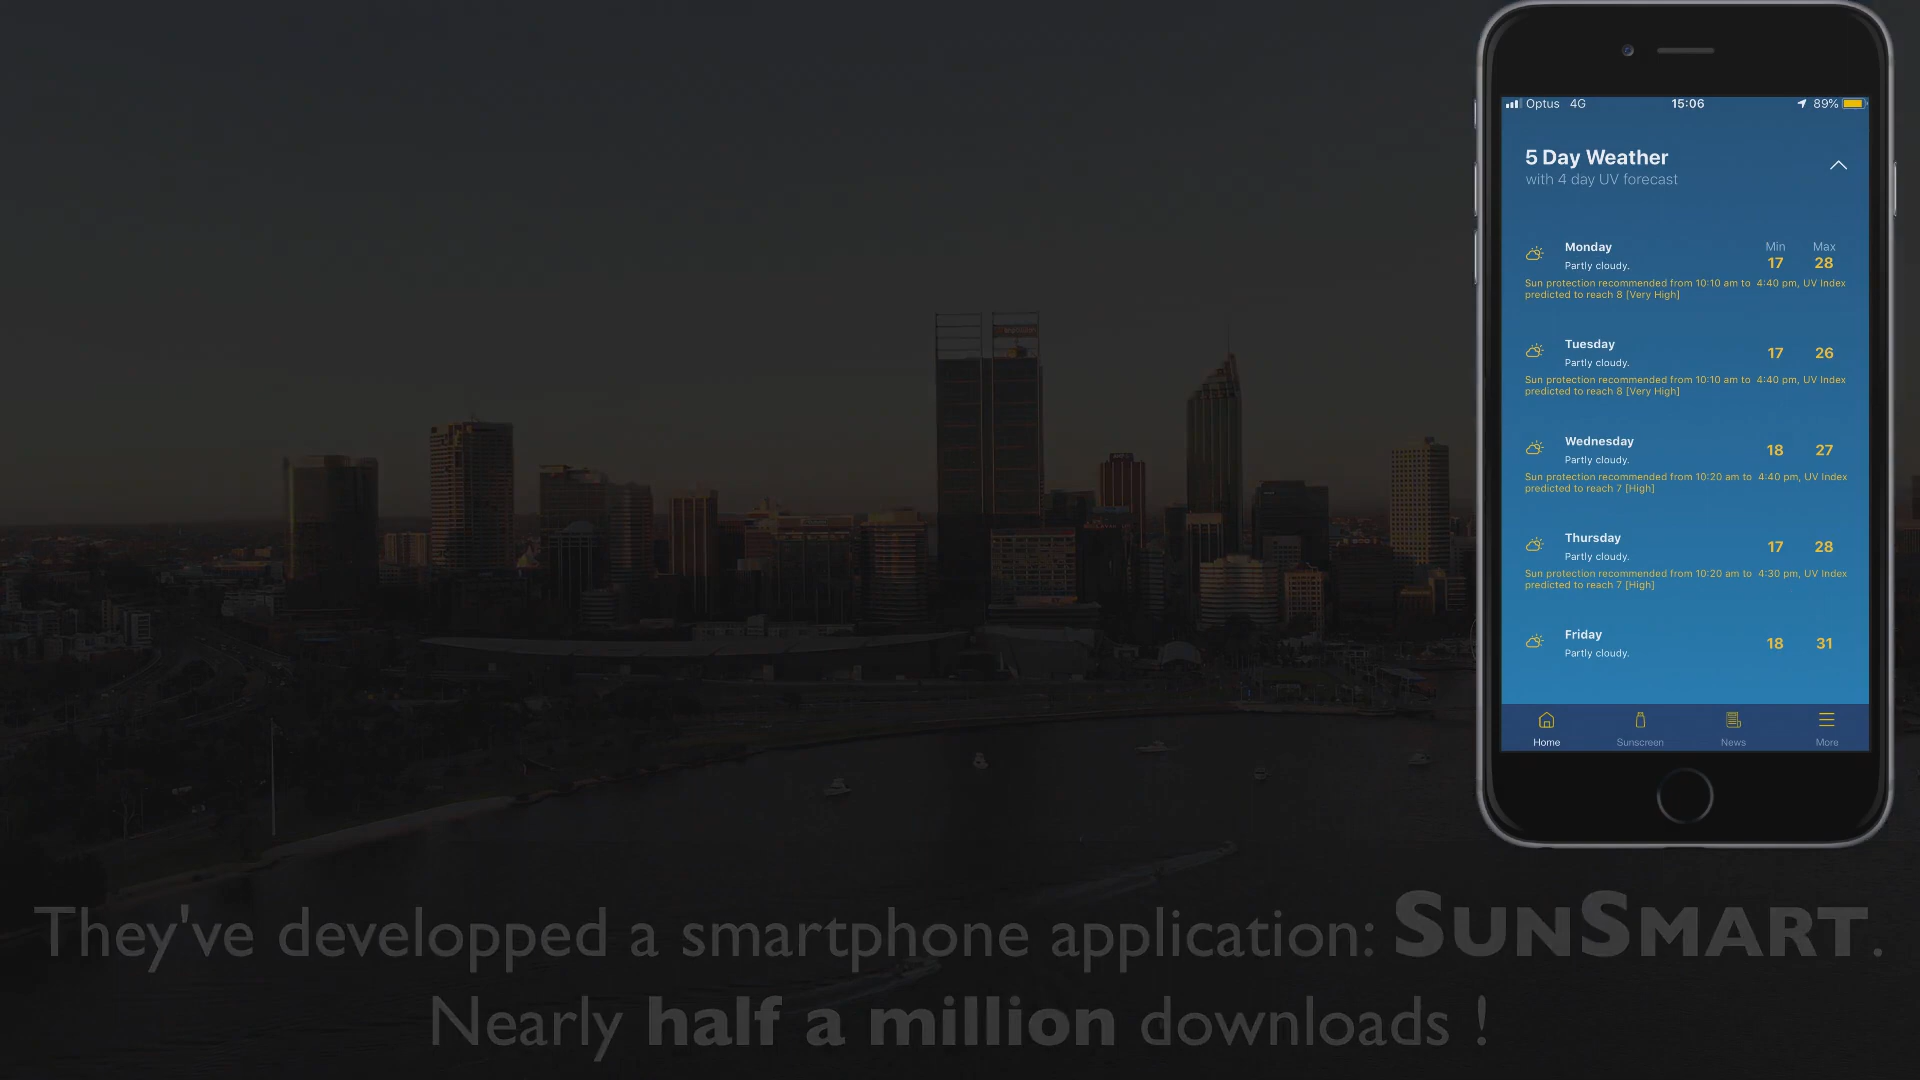 Optus 4G 15:06 89%
5 Day Weather
with 4 day UV forecast
Monday Min Max
Partly cloudy. 17 28
Sun protection recommended from 10:10 am to 4:40 pm, UV Index
predicted to reach 8 [Very High]
Tuesday
Partly cloudy. 17 26
Sun protection recommended from 10:10 am to 4:40 pm, UV Index
predicted to reach 8 [Very High]
Wednesday
Partly cloudy. 18 27
Sun protection recommended from 10:20 am to 4:40 pm, UV Index
predicted to reach 7 [High]
Thursday
Partly cloudy. 17 28
Sun protection recommended from 10:20 am to 4:30 pm, UV Index
predicted to reach 7 [High]
Friday
Partly cloudy. 18 31
Home Sunscreen News More
They've developped a smartphone application: SUNSMART.
Nearly half a million downloads !